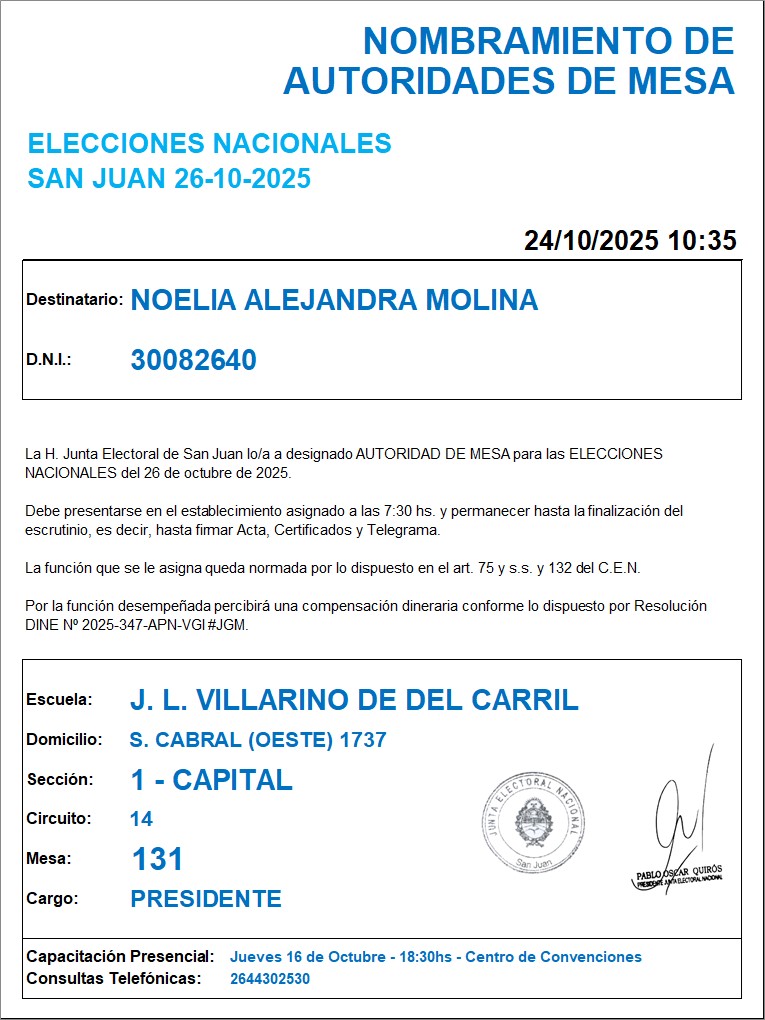 NOMBRAMIENTO DE
AUTORIDADES DE MESA
ELECCIONES NACIONALES
SAN JUAN 26-10-2025
24/10/2025 10:35
Destinatario: NOELIA ALEJANDRA MOLINA
D.N.I.: 30082640
La H. Junta Electoral de San Juan lo/a a designado AUTORIDAD DE MESA para las ELECCIONES
NACIONALES del 26 de octubre de 2025.
Debe presentarse en el establecimiento asignado a las 7:30 hs. y permanecer hasta la finalización del
escrutinio, es decir, hasta firmar Acta, Certificados y Telegrama.
La función que se le asigna queda normada por lo dispuesto en el art. 75 y s.s. y 132 del C.E.N.
Por la función desempeñada percibirá una compensación dineraria conforme lo dispuesto por Resolución
DINE Nº 2025-347-APN-VGI#JGM.
Escuela: J. L. VILLARINO DE DEL CARRIL
Domicilio: S. CABRAL (OESTE) 1737
Sección: 1 - CAPITAL
Circuito: 14
Mesa: 131
Cargo: PRESIDENTE
JUNTA ELECTORAL NACIONAL
San Juan
PABLO OSCAR QUIRÓS
PRESIDENTE JUNTA ELECTORAL NACIONAL
Capacitación Presencial: Jueves 16 de Octubre - 18:30hs - Centro de Convenciones
Consultas Telefónicas: 2644302530